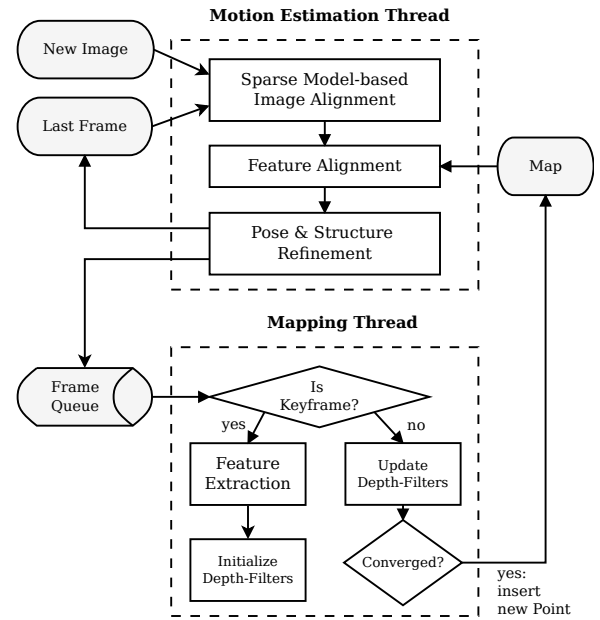 Motion Estimation Thread
New Image
Sparse Model-based
Image Alignment
Last Frame
Feature Alignment
Map
Pose & Structure
Refinement
Mapping Thread
Frame
Queue
Is
Keyframe?
yes
no
Feature
Extraction
Update
Depth-Filters
Initialize
Depth-Filters
Converged?
yes:
insert
new Point